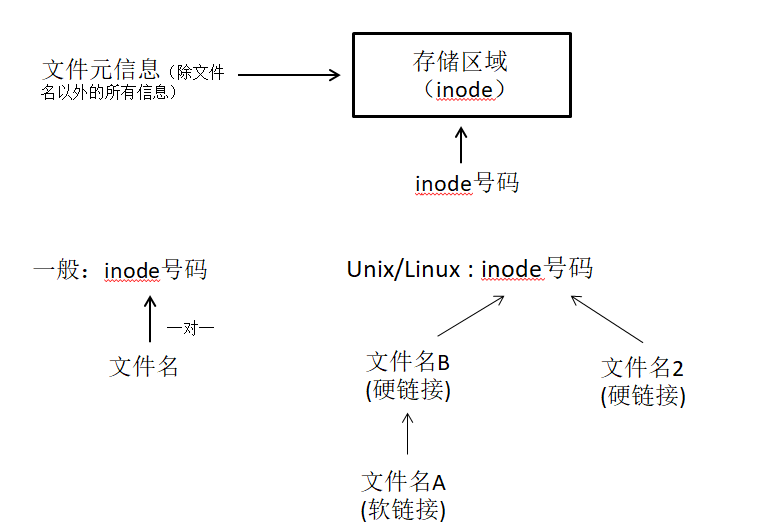 文件元信息（除文件
名以外的所有信息）
存储区域
（inode）
inode号码
一般：inode号码
一对一
文件名
Unix/Linux : inode号码
文件名B
(硬链接)
文件名2
(硬链接)
文件名A
(软链接)